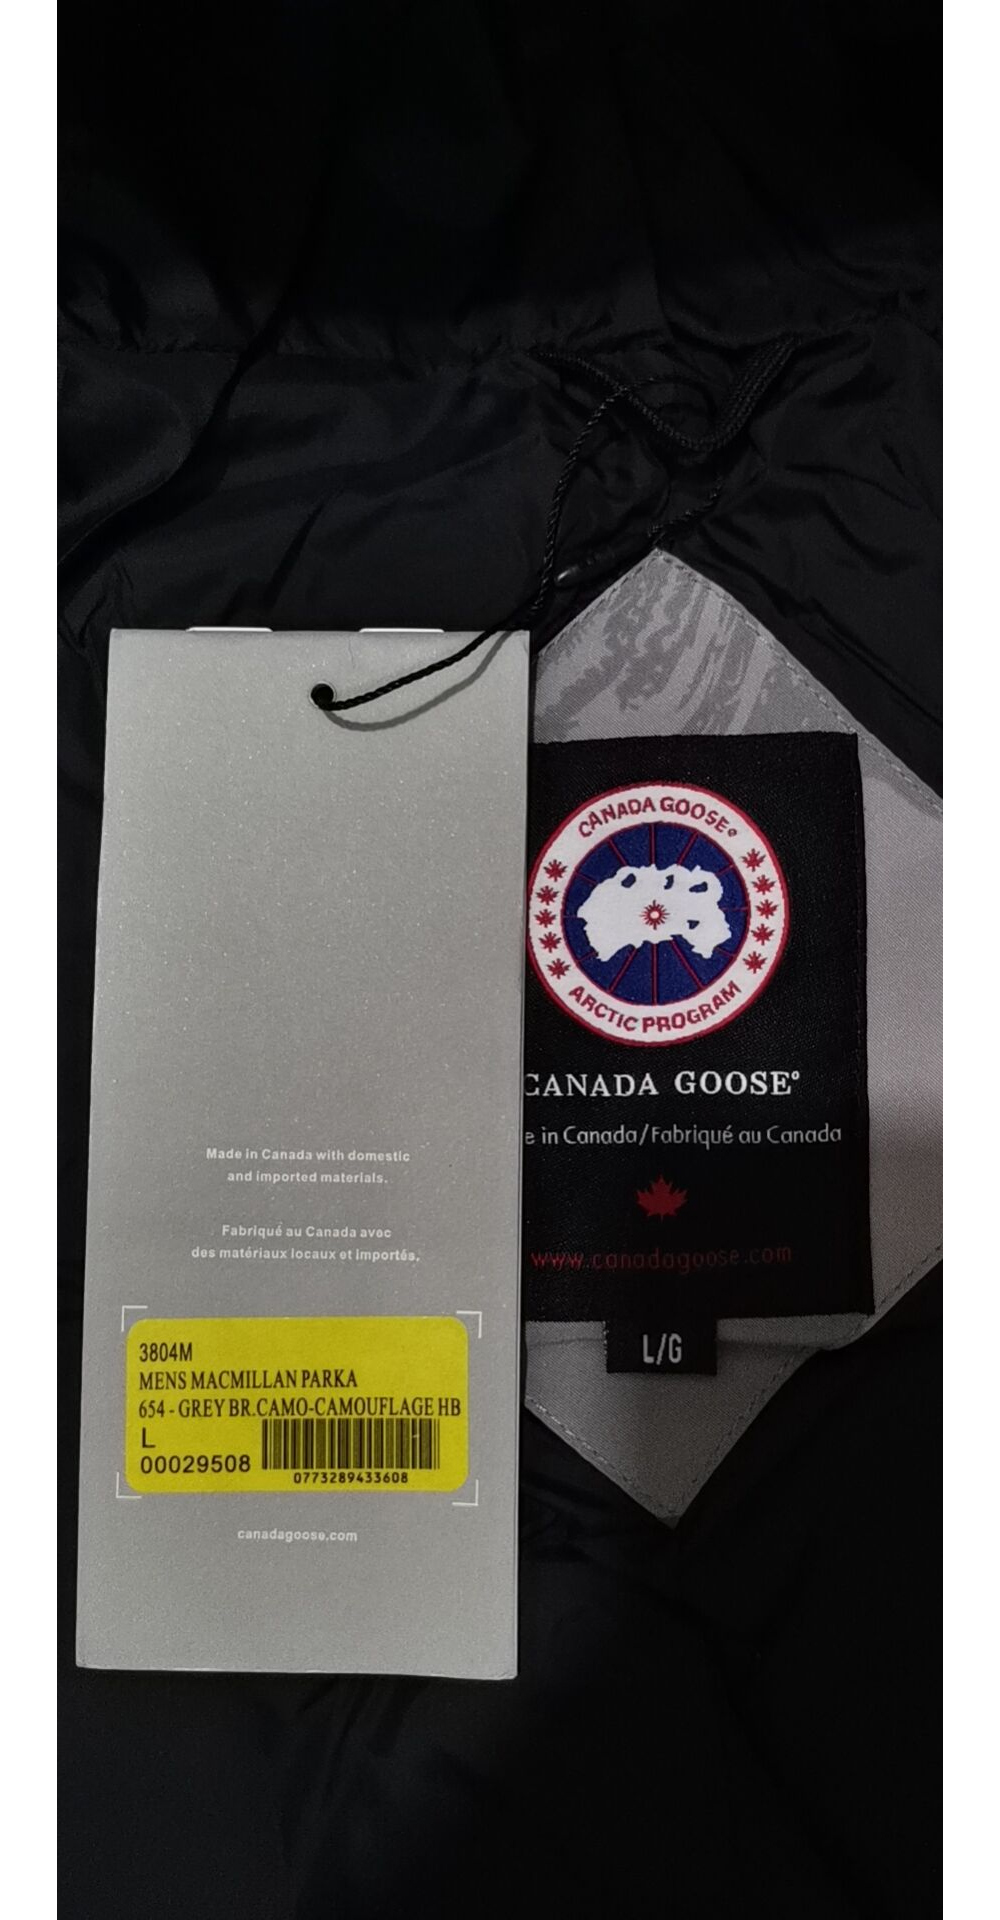 Made in Canada with domestic
and imported materials.
Fabriqué au Canada avec
des matériaux locaux et importés.
3804M
MENS MACMILLAN PARKA
654 - GREY BR.CAMO-CAMOUFLAGE HB
L
00029508
0773289433608
canadagoose.com
CANADA GOOSE
ARCTIC PROGRAM
CANADA GOOSE®
e in Canada/Fabriqué au Canada
www.canadagoose.com
L/G